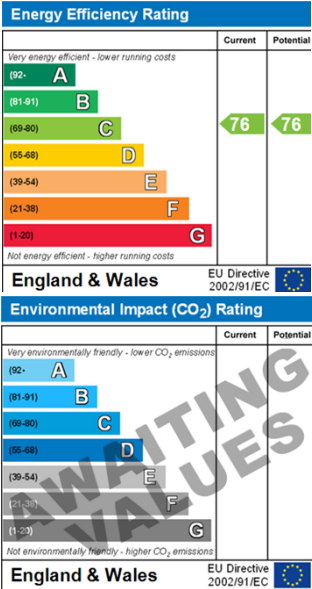 Energy Efficiency Rating
Current Potential
Very energy efficient - lower running costs
(92- A
(81-91) B
(69-80) C 76 76
(55-68) D
(39-54) E
(21-38) F
(1-20) G
Not energy efficient - higher running costs
England & Wales EU Directive 2002/91/EC
Environmental Impact (CO₂) Rating
Current Potential
Very environmentally friendly - lower CO₂ emissions
(92- A
(81-91) B
(69-80) C
(55-68) D
(39-54) E
(21-38) F
(1-20) G
AWAITING
VALUES
Not environmentally friendly - higher CO₂ emissions
England & Wales EU Directive 2002/91/EC